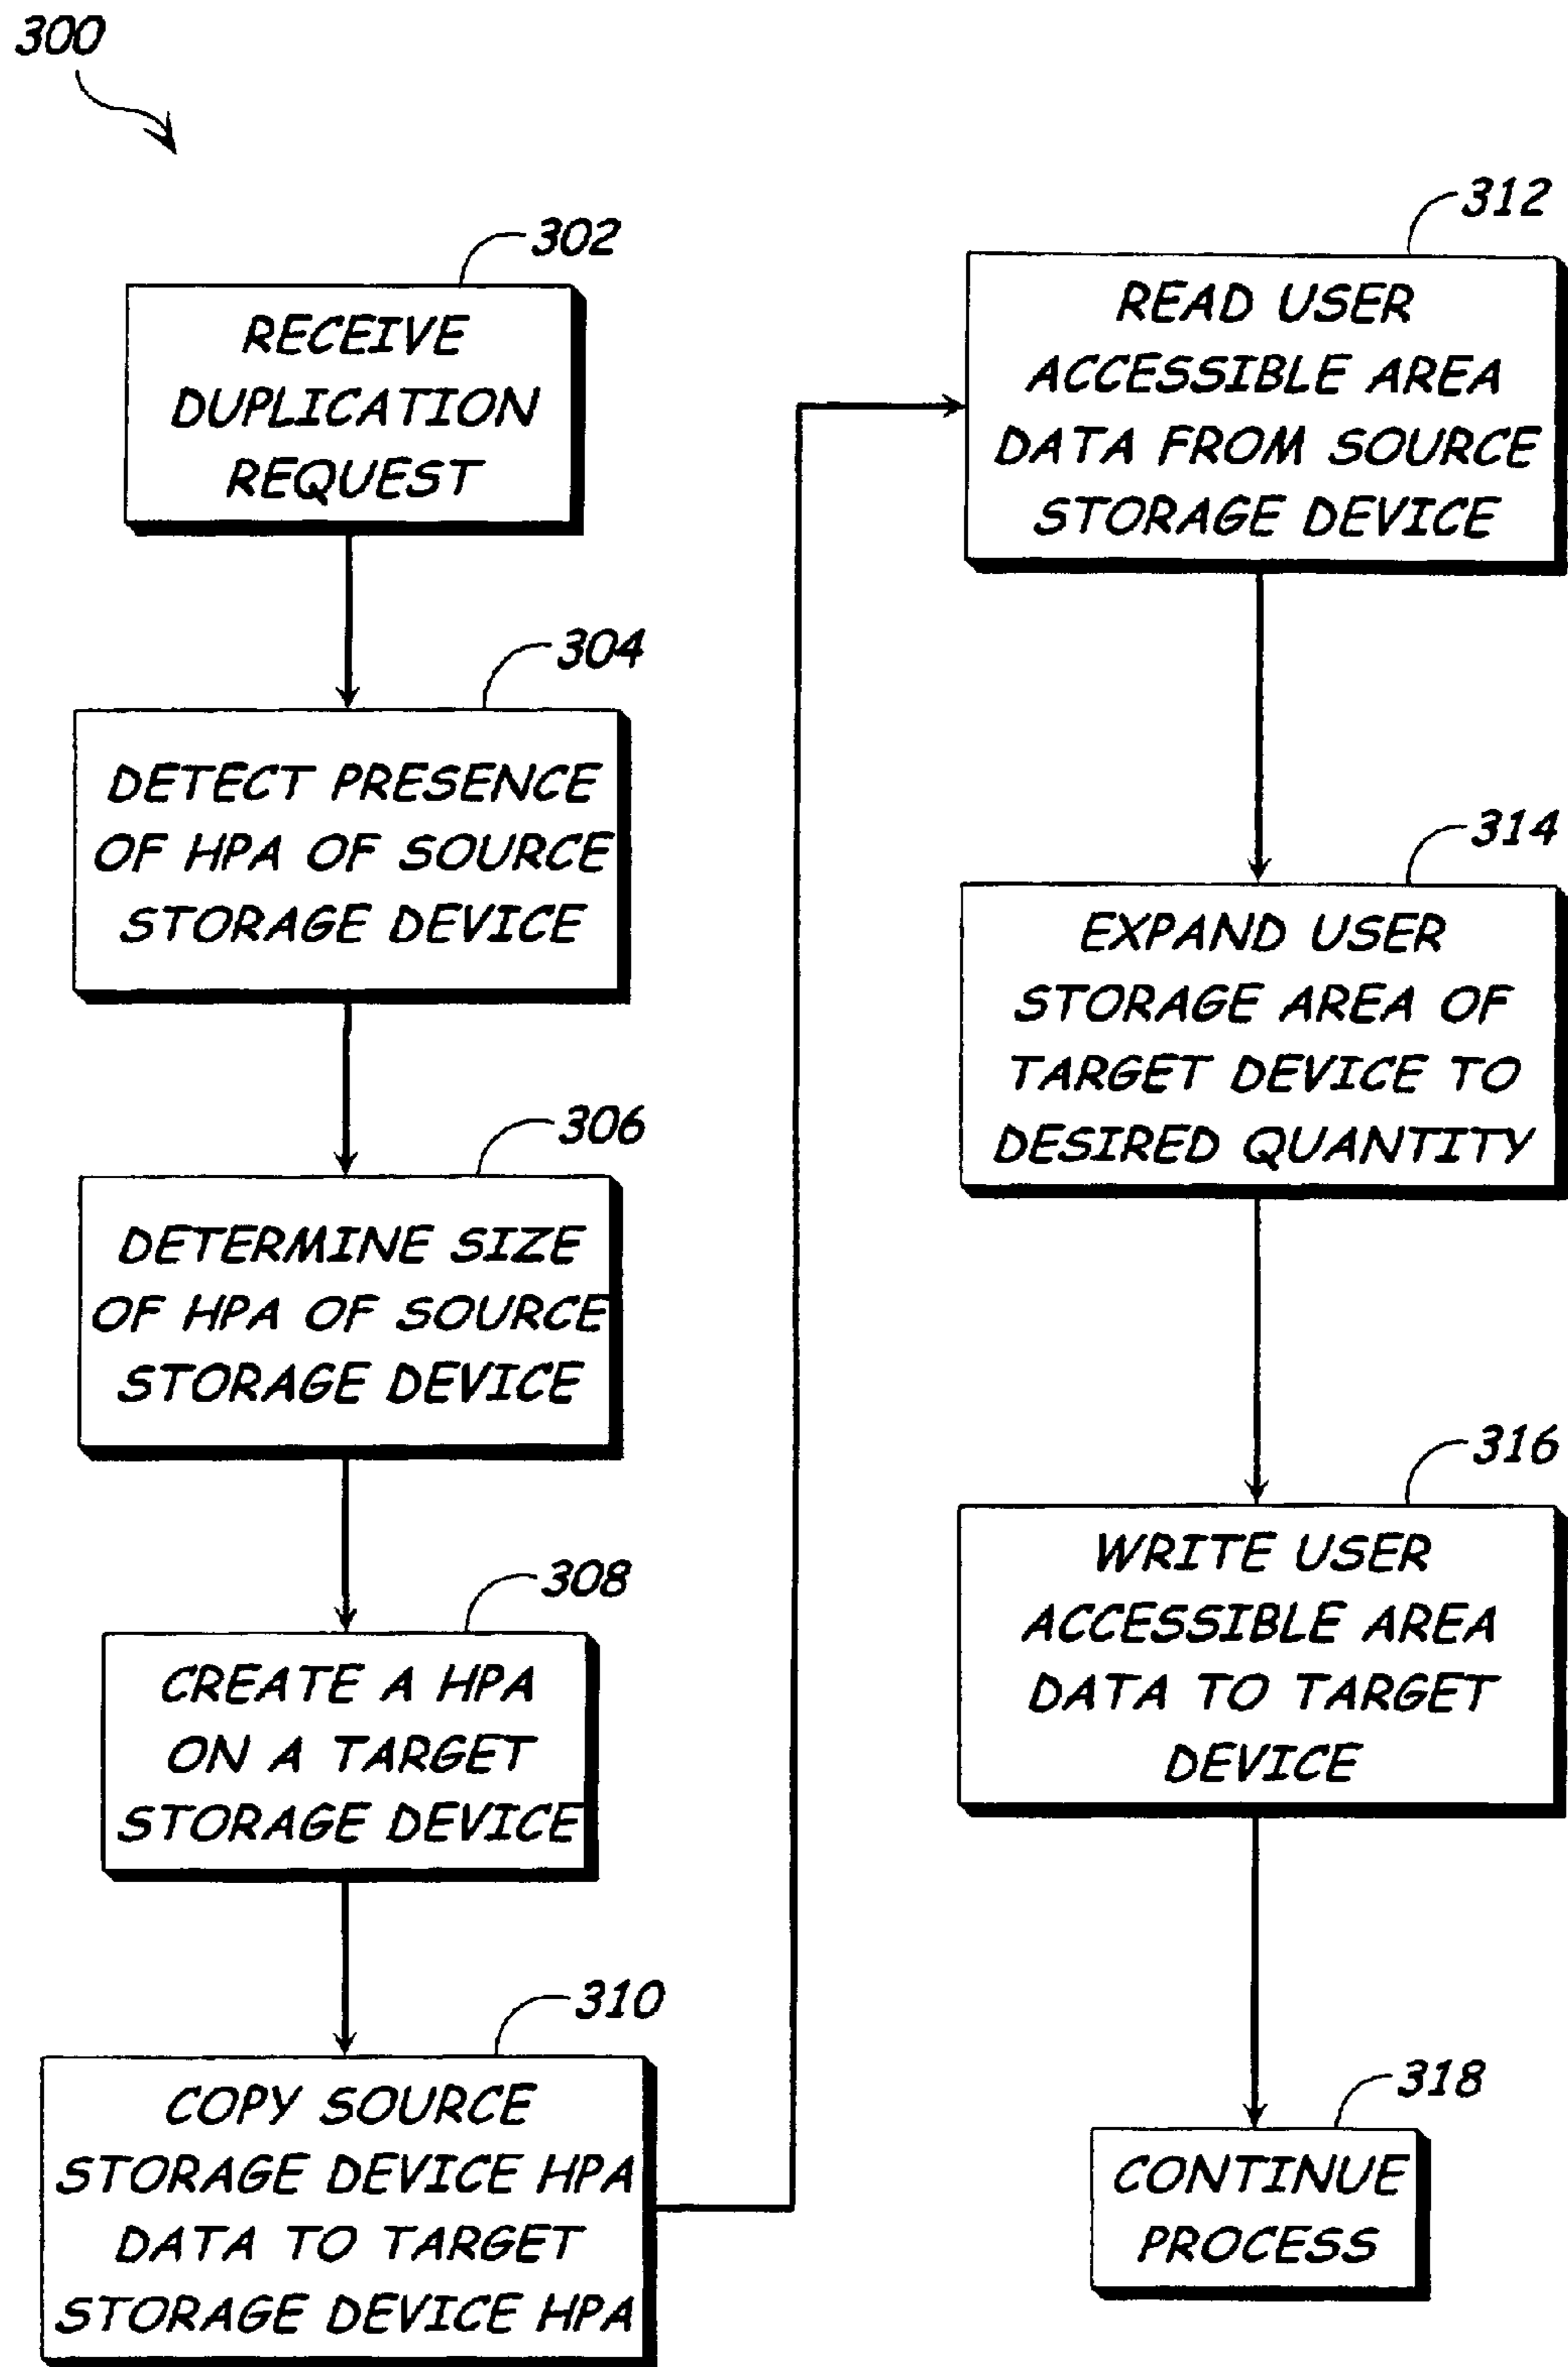 300
302
RECEIVE
DUPLICATION
REQUEST
304
DETECT PRESENCE
OF HPA OF SOURCE
STORAGE DEVICE
306
DETERMINE SIZE
OF HPA OF SOURCE
STORAGE DEVICE
308
CREATE A HPA
ON A TARGET
STORAGE DEVICE
310
COPY SOURCE
STORAGE DEVICE HPA
DATA TO TARGET
STORAGE DEVICE HPA
312
READ USER
ACCESSIBLE AREA
DATA FROM SOURCE
STORAGE DEVICE
314
EXPAND USER
STORAGE AREA OF
TARGET DEVICE TO
DESIRED QUANTITY
316
WRITE USER
ACCESSIBLE AREA
DATA TO TARGET
DEVICE
318
CONTINUE
PROCESS